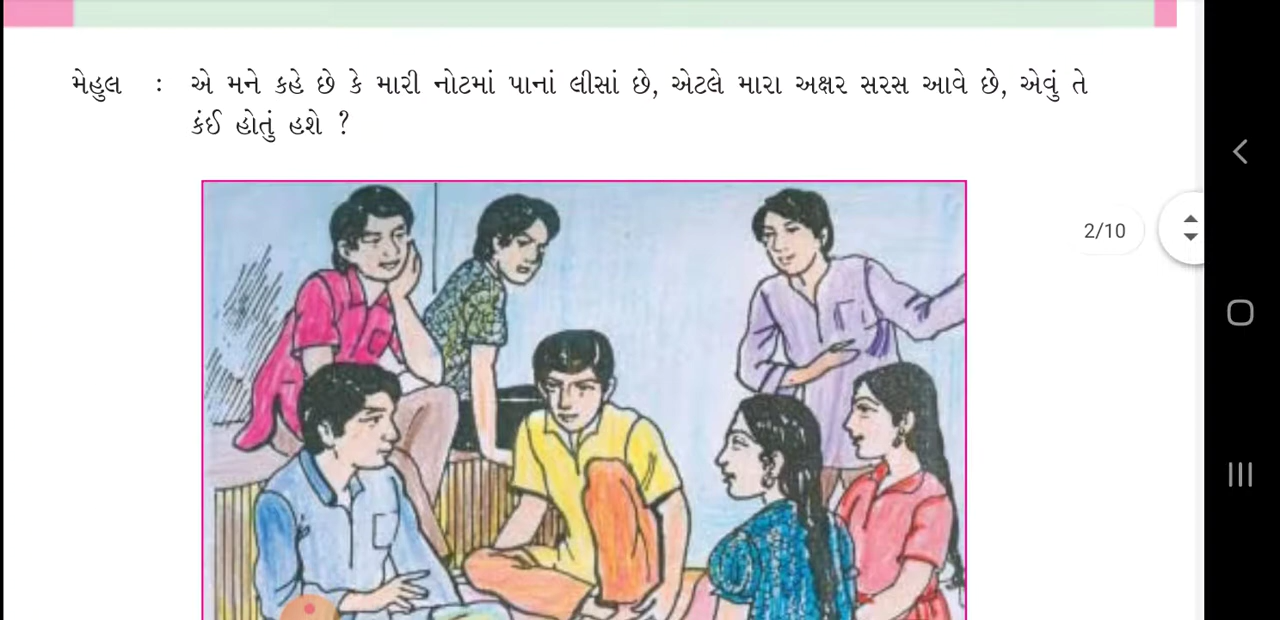 મેહુલ : એ મને કહે છે કે મારી નોટમાં પાનાં લીસાં છે, એટલે મારા અક્ષર સરસ આવે છે, એવું તે
કંઈ હોતું હશે ?
2/10